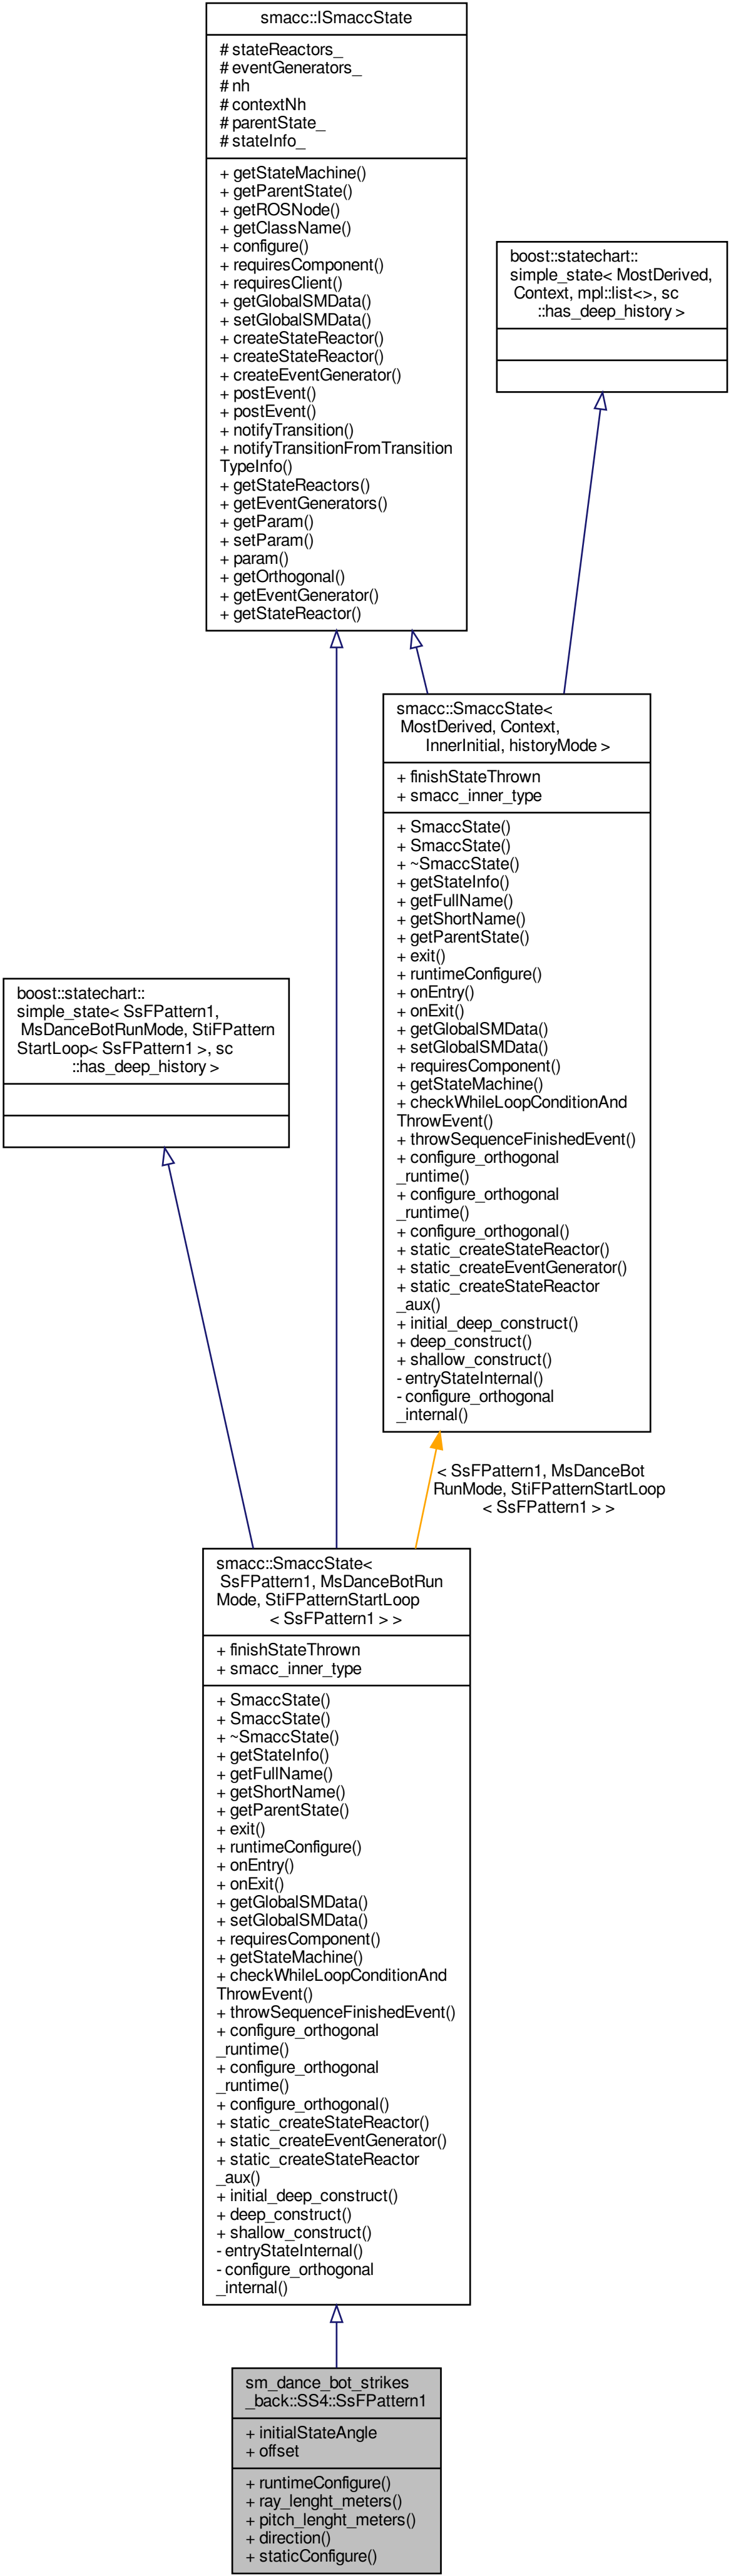 smacc::ISmaccState
# stateReactors_
# eventGenerators_
# nh
# contextNh
# parentState_
# stateInfo_
+ getStateMachine()
+ getParentState()
+ getROSNode()
+ getClassName()
+ configure()
+ requiresComponent()
+ requiresClient()
+ getGlobalSMData()
+ setGlobalSMData()
+ createStateReactor()
+ createStateReactor()
+ createEventGenerator()
+ postEvent()
+ postEvent()
+ notifyTransition()
+ notifyTransitionFromTransition
TypeInfo()
+ getStateReactors()
+ getEventGenerators()
+ getParam()
+ setParam()
+ param()
+ getOrthogonal()
+ getEventGenerator()
+ getStateReactor()
boost::statechart::
simple_state< MostDerived,
Context, mpl::list<>, sc
::has_deep_history >
smacc::SmaccState<
MostDerived, Context,
InnerInitial, historyMode >
+ finishStateThrown
+ smacc_inner_type
+ SmaccState()
+ SmaccState()
+ ~SmaccState()
+ getStateInfo()
+ getFullName()
+ getShortName()
+ getParentState()
+ exit()
+ runtimeConfigure()
+ onEntry()
+ onExit()
+ getGlobalSMData()
+ setGlobalSMData()
+ requiresComponent()
+ getStateMachine()
+ checkWhileLoopConditionAnd
ThrowEvent()
+ throwSequenceFinishedEvent()
+ configure_orthogonal
_runtime()
+ configure_orthogonal
_runtime()
+ configure_orthogonal()
+ static_createStateReactor()
+ static_createEventGenerator()
+ static_createStateReactor
_aux()
+ initial_deep_construct()
+ deep_construct()
+ shallow_construct()
- entryStateInternal()
- configure_orthogonal
_internal()
boost::statechart::
simple_state< SsFPattern1,
MsDanceBotRunMode, StiFPattern
StartLoop< SsFPattern1 >, sc
::has_deep_history >
< SsFPattern1, MsDanceBot
RunMode, StiFPatternStartLoop
< SsFPattern1 > >
smacc::SmaccState<
SsFPattern1, MsDanceBotRun
Mode, StiFPatternStartLoop
< SsFPattern1 > >
+ finishStateThrown
+ smacc_inner_type
+ SmaccState()
+ SmaccState()
+ ~SmaccState()
+ getStateInfo()
+ getFullName()
+ getShortName()
+ getParentState()
+ exit()
+ runtimeConfigure()
+ onEntry()
+ onExit()
+ getGlobalSMData()
+ setGlobalSMData()
+ requiresComponent()
+ getStateMachine()
+ checkWhileLoopConditionAnd
ThrowEvent()
+ throwSequenceFinishedEvent()
+ configure_orthogonal
_runtime()
+ configure_orthogonal
_runtime()
+ configure_orthogonal()
+ static_createStateReactor()
+ static_createEventGenerator()
+ static_createStateReactor
_aux()
+ initial_deep_construct()
+ deep_construct()
+ shallow_construct()
- entryStateInternal()
- configure_orthogonal
_internal()
sm_dance_bot_strikes
_back::SS4::SsFPattern1
+ initialStateAngle
+ offset
+ runtimeConfigure()
+ ray_lenght_meters()
+ pitch_lenght_meters()
+ direction()
+ staticConfigure()